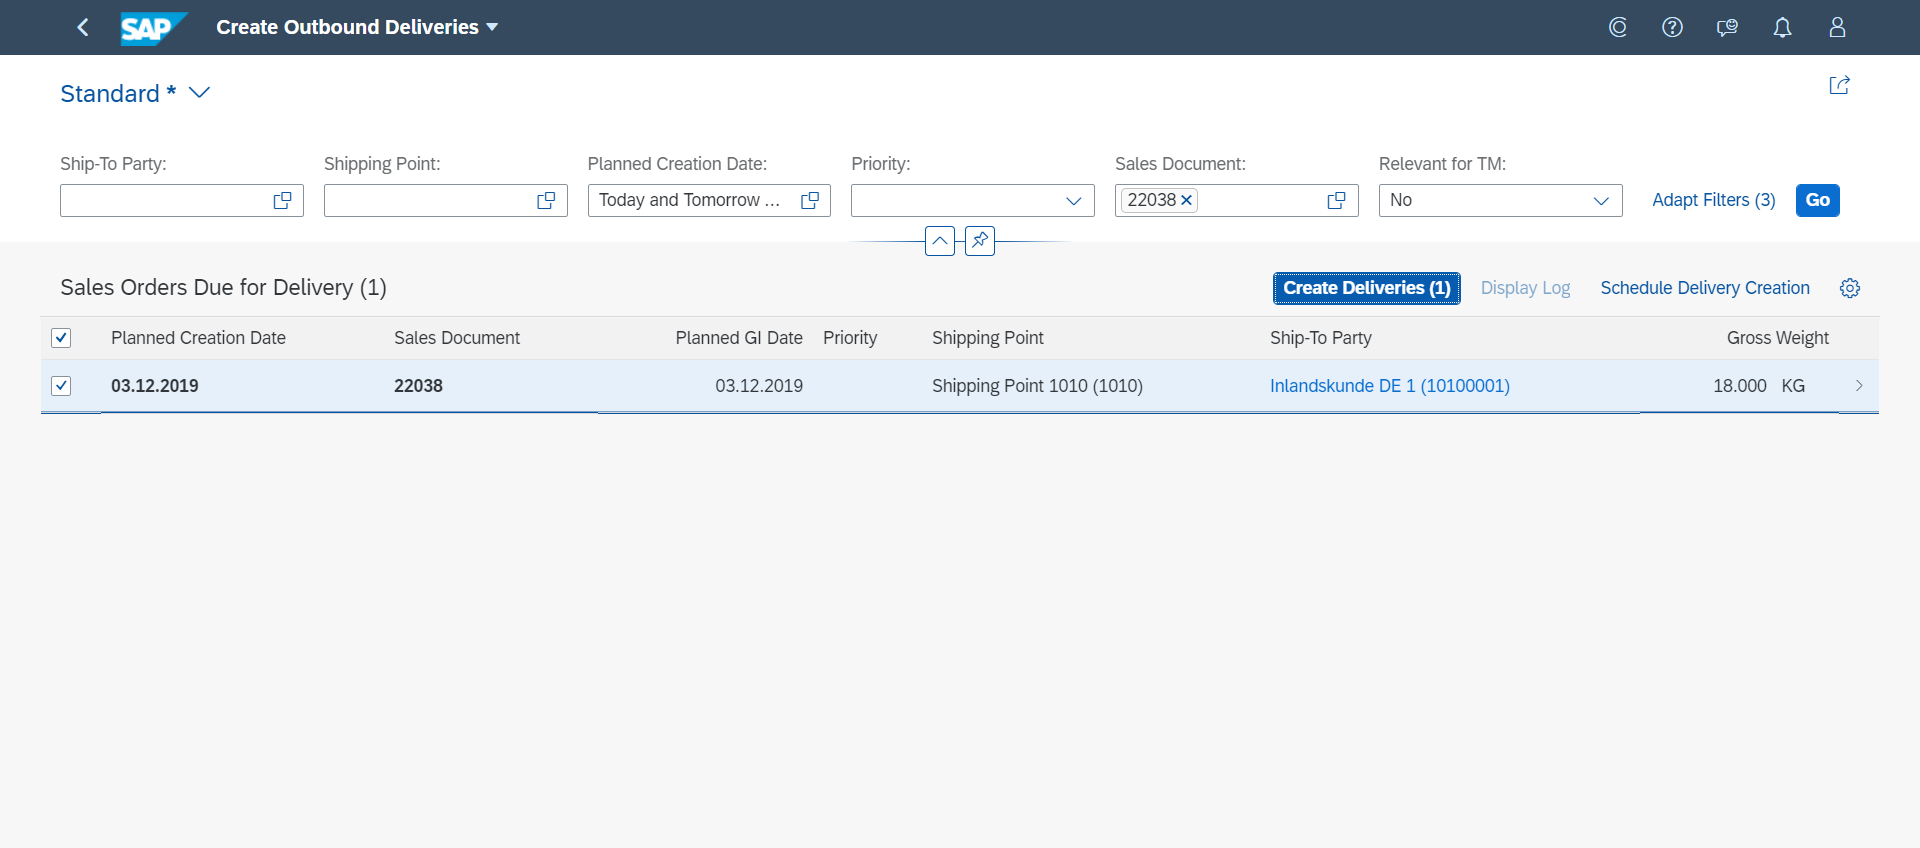 SAP Create Outbound Deliveries
Standard *
Ship-To Party: Shipping Point: Planned Creation Date: Priority: Sales Document: Relevant for TM:
Today and Tomorrow ... 22038 No Adapt Filters (3) Go
Sales Orders Due for Delivery (1) Create Deliveries (1) Display Log Schedule Delivery Creation
Planned Creation Date Sales Document Planned GI Date Priority Shipping Point Ship-To Party Gross Weight
03.12.2019 22038 03.12.2019 Shipping Point 1010 (1010) Inlandskunde DE 1 (10100001) 18.000 KG